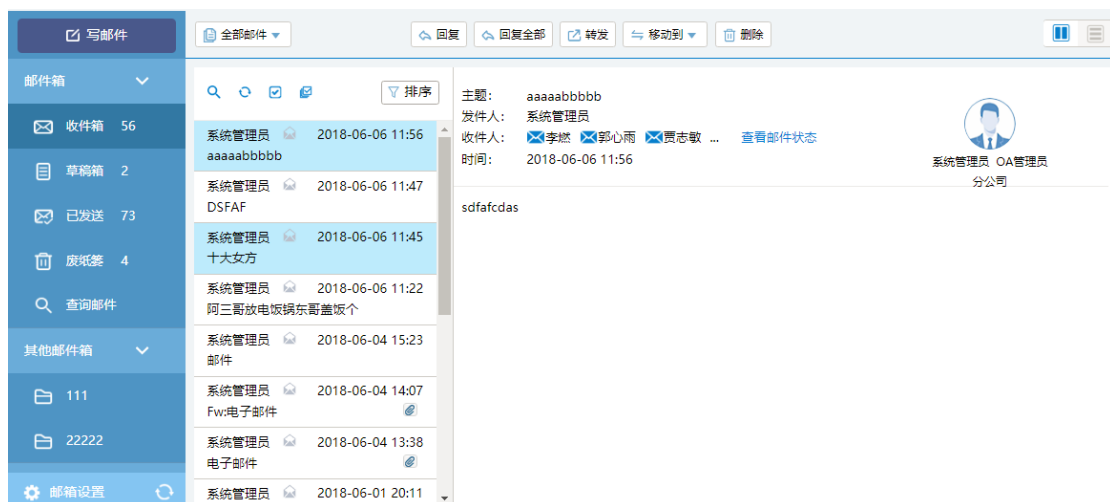 写邮件
全部邮件
回复
回复全部
转发
移动到
删除
邮件箱
收件箱 56
草稿箱 2
已发送 73
废纸篓 4
查询邮件
其他邮件箱
111
22222
邮箱设置
排序
系统管理员 2018-06-06 11:56
aaaaabbbbb
系统管理员 2018-06-06 11:47
DSFAF
系统管理员 2018-06-06 11:45
十大女方
系统管理员 2018-06-06 11:22
阿三哥放电饭锅东哥盖饭个
系统管理员 2018-06-04 15:23
邮件
系统管理员 2018-06-04 14:07
Fw:电子邮件
系统管理员 2018-06-04 13:38
电子邮件
系统管理员 2018-06-01 20:11
主题: aaaaabbbbb
发件人: 系统管理员
收件人: 李燃 郭心雨 贾志敏 ... 查看邮件状态
时间: 2018-06-06 11:56
系统管理员 OA管理员
分公司
sdfafcdas